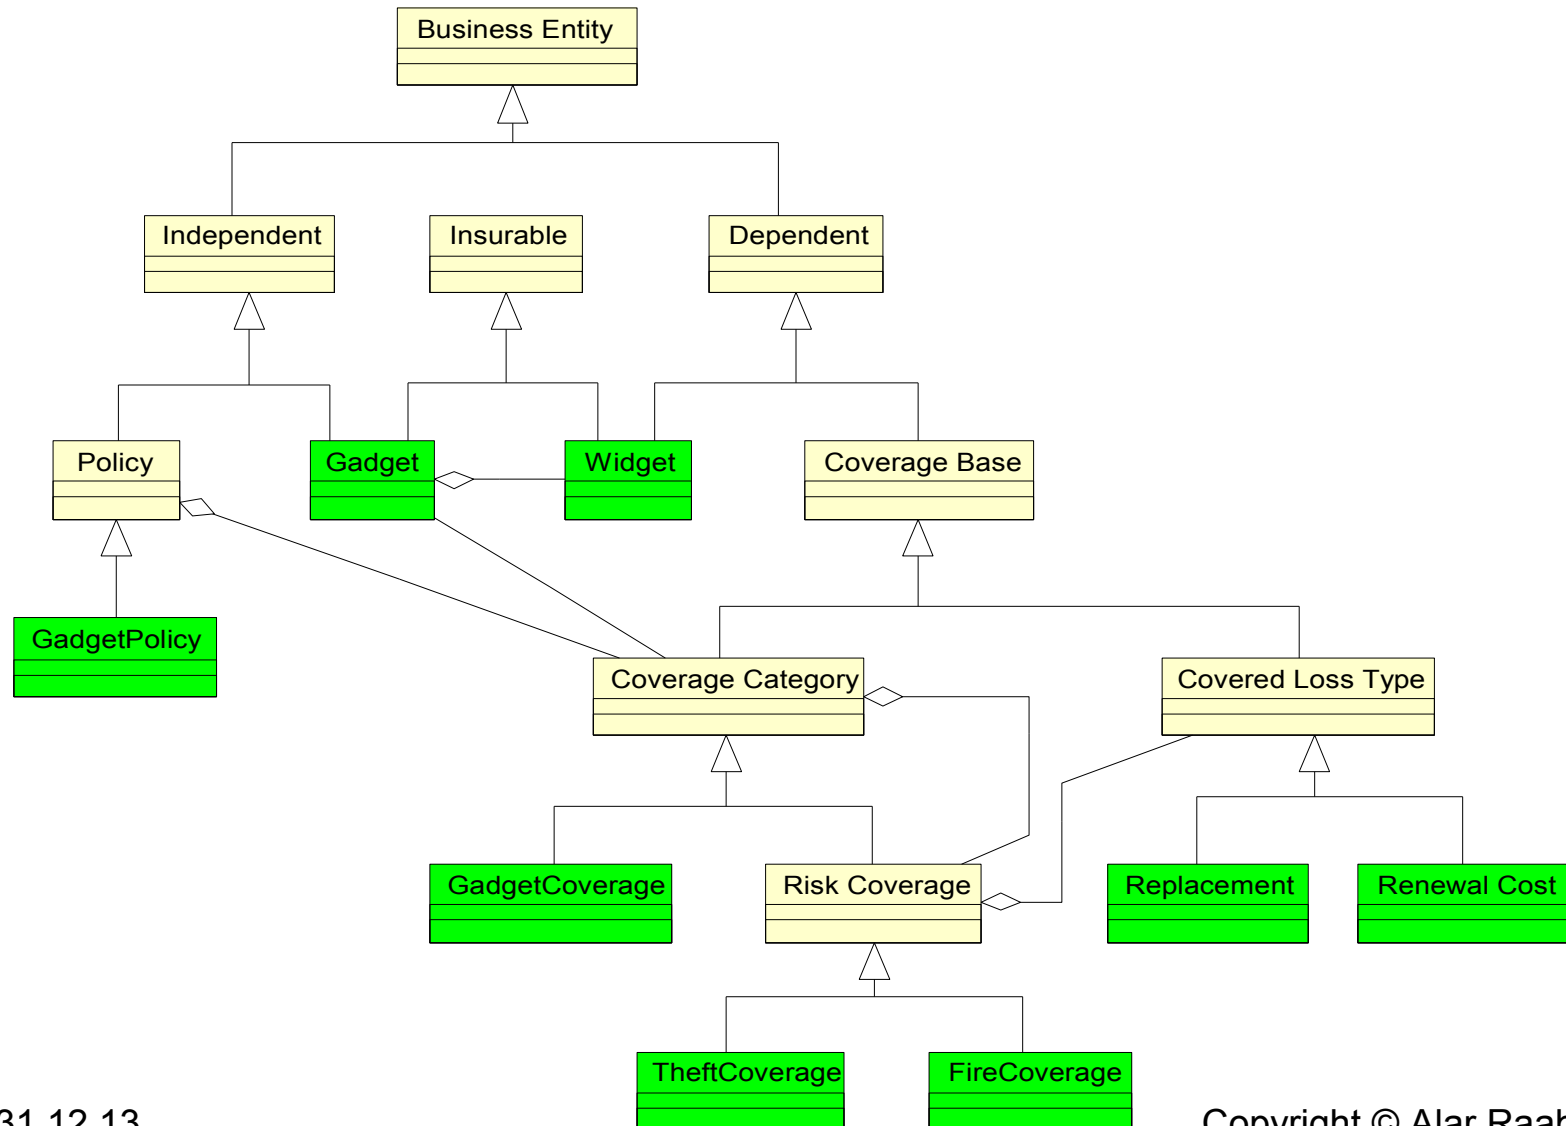 Business Entity
Independent
Insurable
Dependent
Policy
Gadget
Widget
Coverage Base
GadgetPolicy
Coverage Category
Covered Loss Type
GadgetCoverage
Risk Coverage
Replacement
Renewal Cost
TheftCoverage
FireCoverage
31.12.13
Copyright © Alar